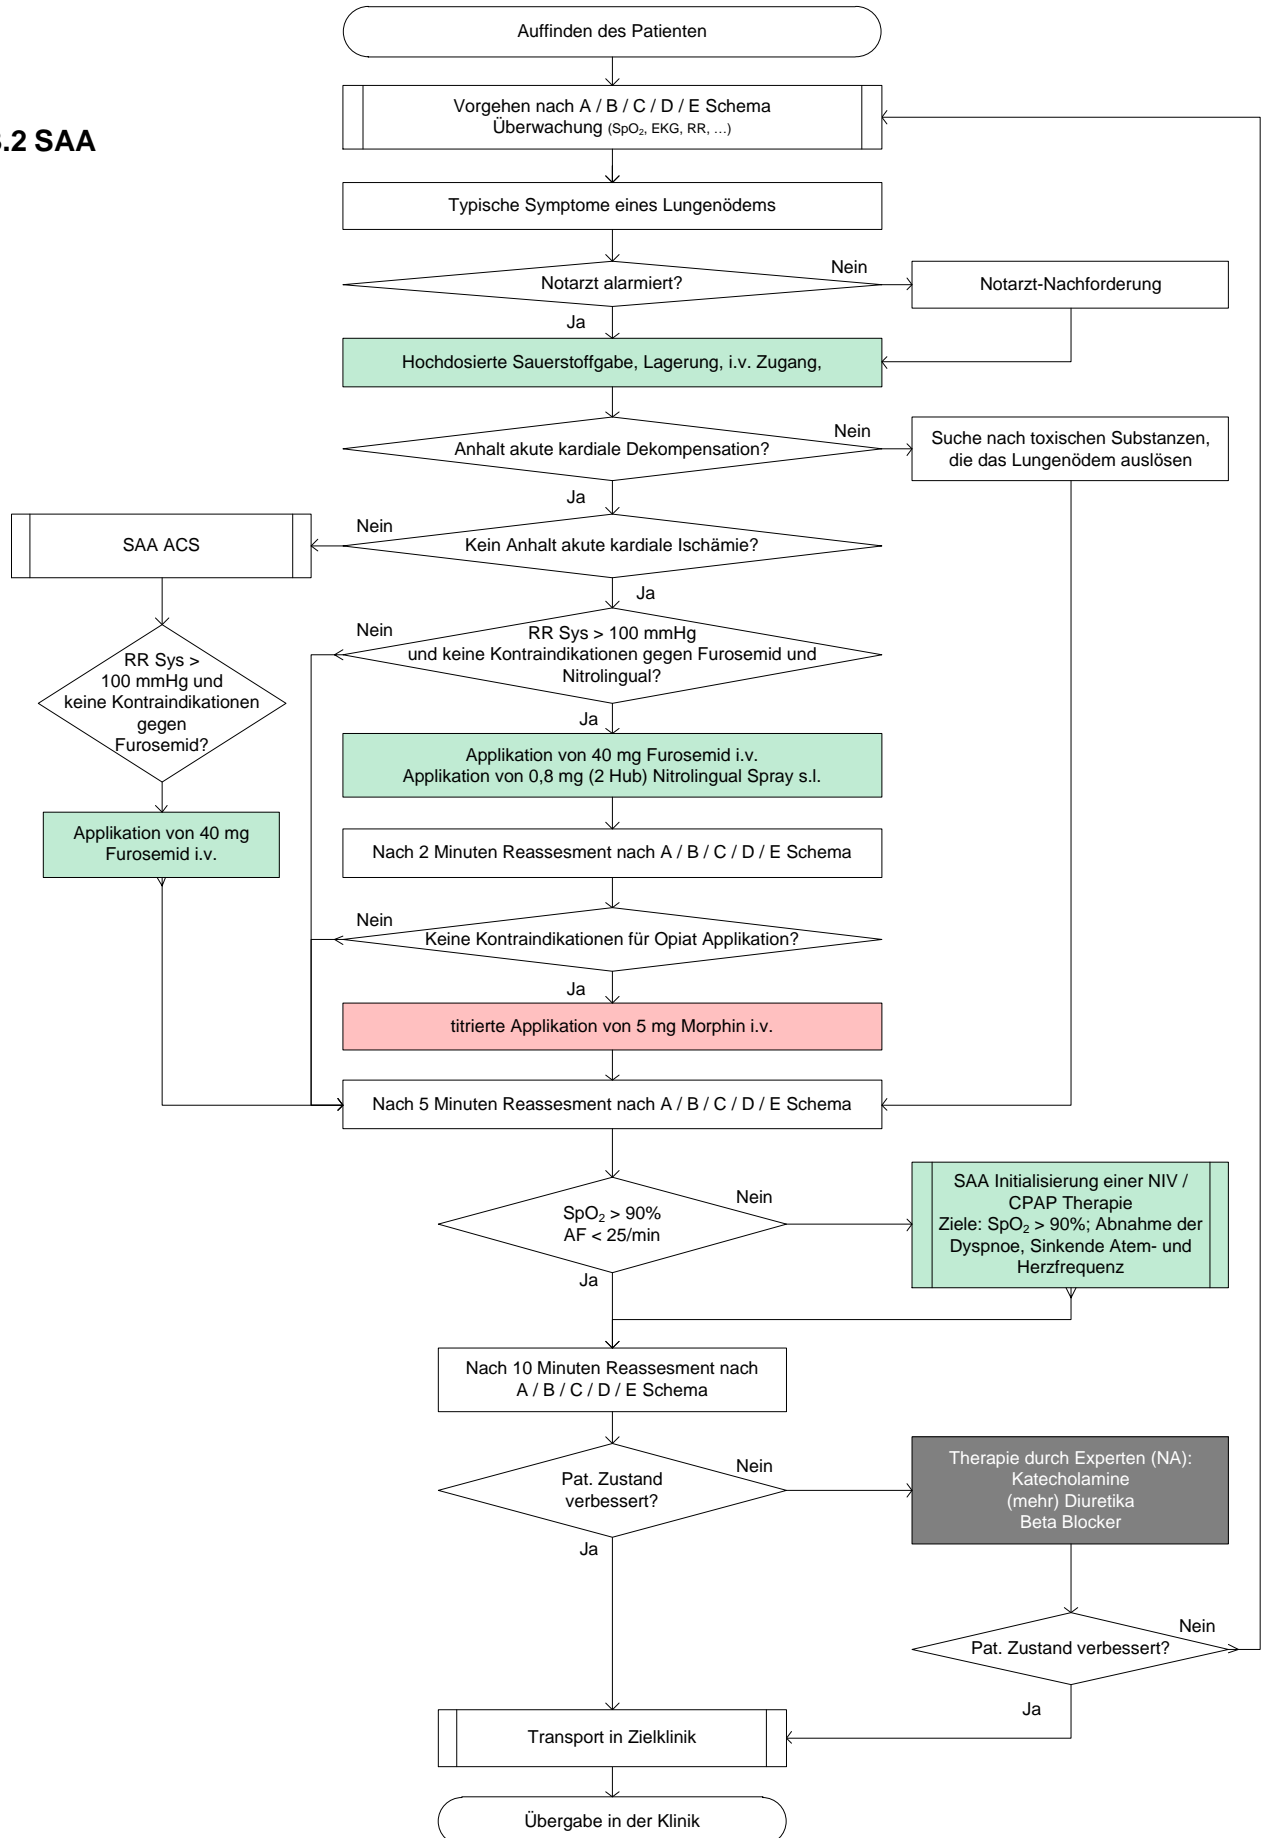 Auffinden des Patienten
Vorgehen nach A / B / C / D / E Schema
Überwachung (SpO₂, EKG, RR, ...)
.2 SAA
Typische Symptome eines Lungenödems
Notarzt alarmiert?
Nein
Notarzt-Nachforderung
Ja
Hochdosierte Sauerstoffgabe, Lagerung, i.v. Zugang,
Anhalt akute kardiale Dekompensation?
Nein
Suche nach toxischen Substanzen,
die das Lungenödem auslösen
Ja
Kein Anhalt akute kardiale Ischämie?
Nein
SAA ACS
Ja
RR Sys > 100 mmHg
und keine Kontraindikationen gegen Furosemid und
Nitrolingual?
Nein
RR Sys >
100 mmHg und
keine Kontraindikationen
gegen
Furosemid?
Ja
Applikation von 40 mg Furosemid i.v.
Applikation von 0,8 mg (2 Hub) Nitrolingual Spray s.l.
Applikation von 40 mg
Furosemid i.v.
Nach 2 Minuten Reassesment nach A / B / C / D / E Schema
Nein
Keine Kontraindikationen für Opiat Applikation?
Ja
titrierte Applikation von 5 mg Morphin i.v.
Nach 5 Minuten Reassesment nach A / B / C / D / E Schema
SpO₂ > 90%
AF < 25/min
Nein
SAA Initialisierung einer NIV /
CPAP Therapie
Ziele: SpO₂ > 90%; Abnahme der
Dyspnoe, Sinkende Atem- und
Herzfrequenz
Ja
Nach 10 Minuten Reassesment nach
A / B / C / D / E Schema
Pat. Zustand
verbessert?
Nein
Therapie durch Experten (NA):
Katecholamine
(mehr) Diuretika
Beta Blocker
Ja
Pat. Zustand verbessert?
Nein
Ja
Transport in Zielklinik
Übergabe in der Klinik